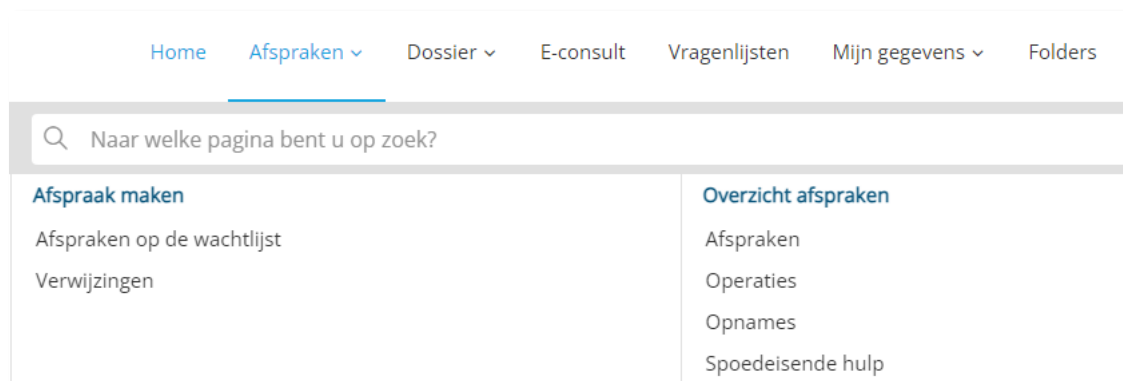 Home Afspraken Dossier E-consult Vragenlijsten Mijn gegevens Folders
Naar welke pagina bent u op zoek?
Afspraak maken
Afspraken op de wachtlijst
Verwijzingen
Overzicht afspraken
Afspraken
Operaties
Opnames
Spoedeisende hulp